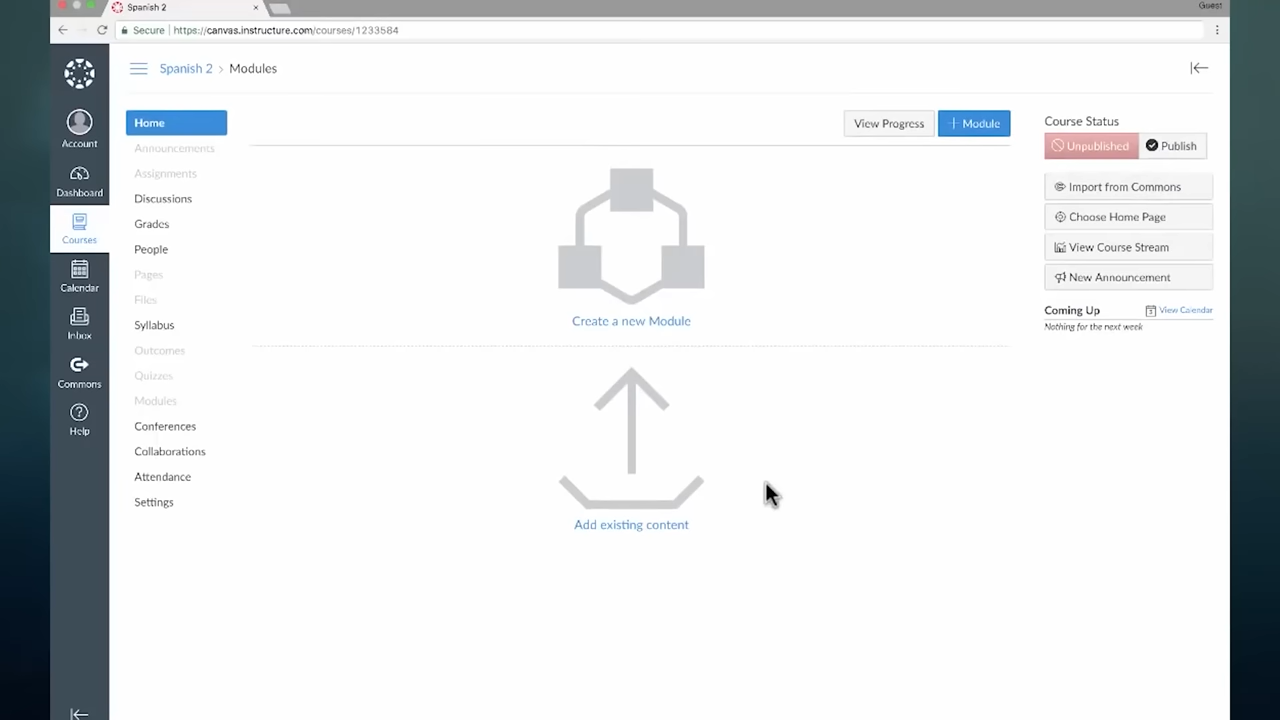 Spanish 2
Guest
Secure
https://canvas.instructure.com/courses/1233584
Spanish 2 > Modules
Account
Dashboard
Courses
Calendar
Inbox
Commons
Help
Home
Announcements
Assignments
Discussions
Grades
People
Pages
Files
Syllabus
Outcomes
Quizzes
Modules
Conferences
Collaborations
Attendance
Settings
View Progress
+ Module
Create a new Module
Add existing content
Course Status
Unpublished
Publish
Import from Commons
Choose Home Page
View Course Stream
New Announcement
Coming Up
View Calendar
Nothing for the next week